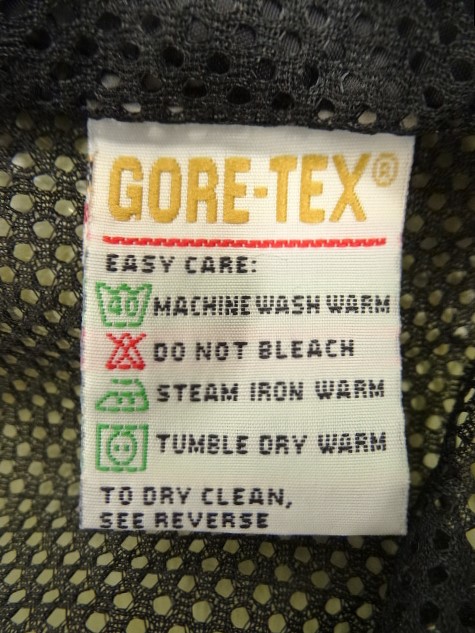 GORE-TEX®
EASY CARE:
40 MACHINE WASH WARM
DO NOT BLEACH
STEAM IRON WARM
TUMBLE DRY WARM
TO DRY CLEAN,
SEE REVERSE